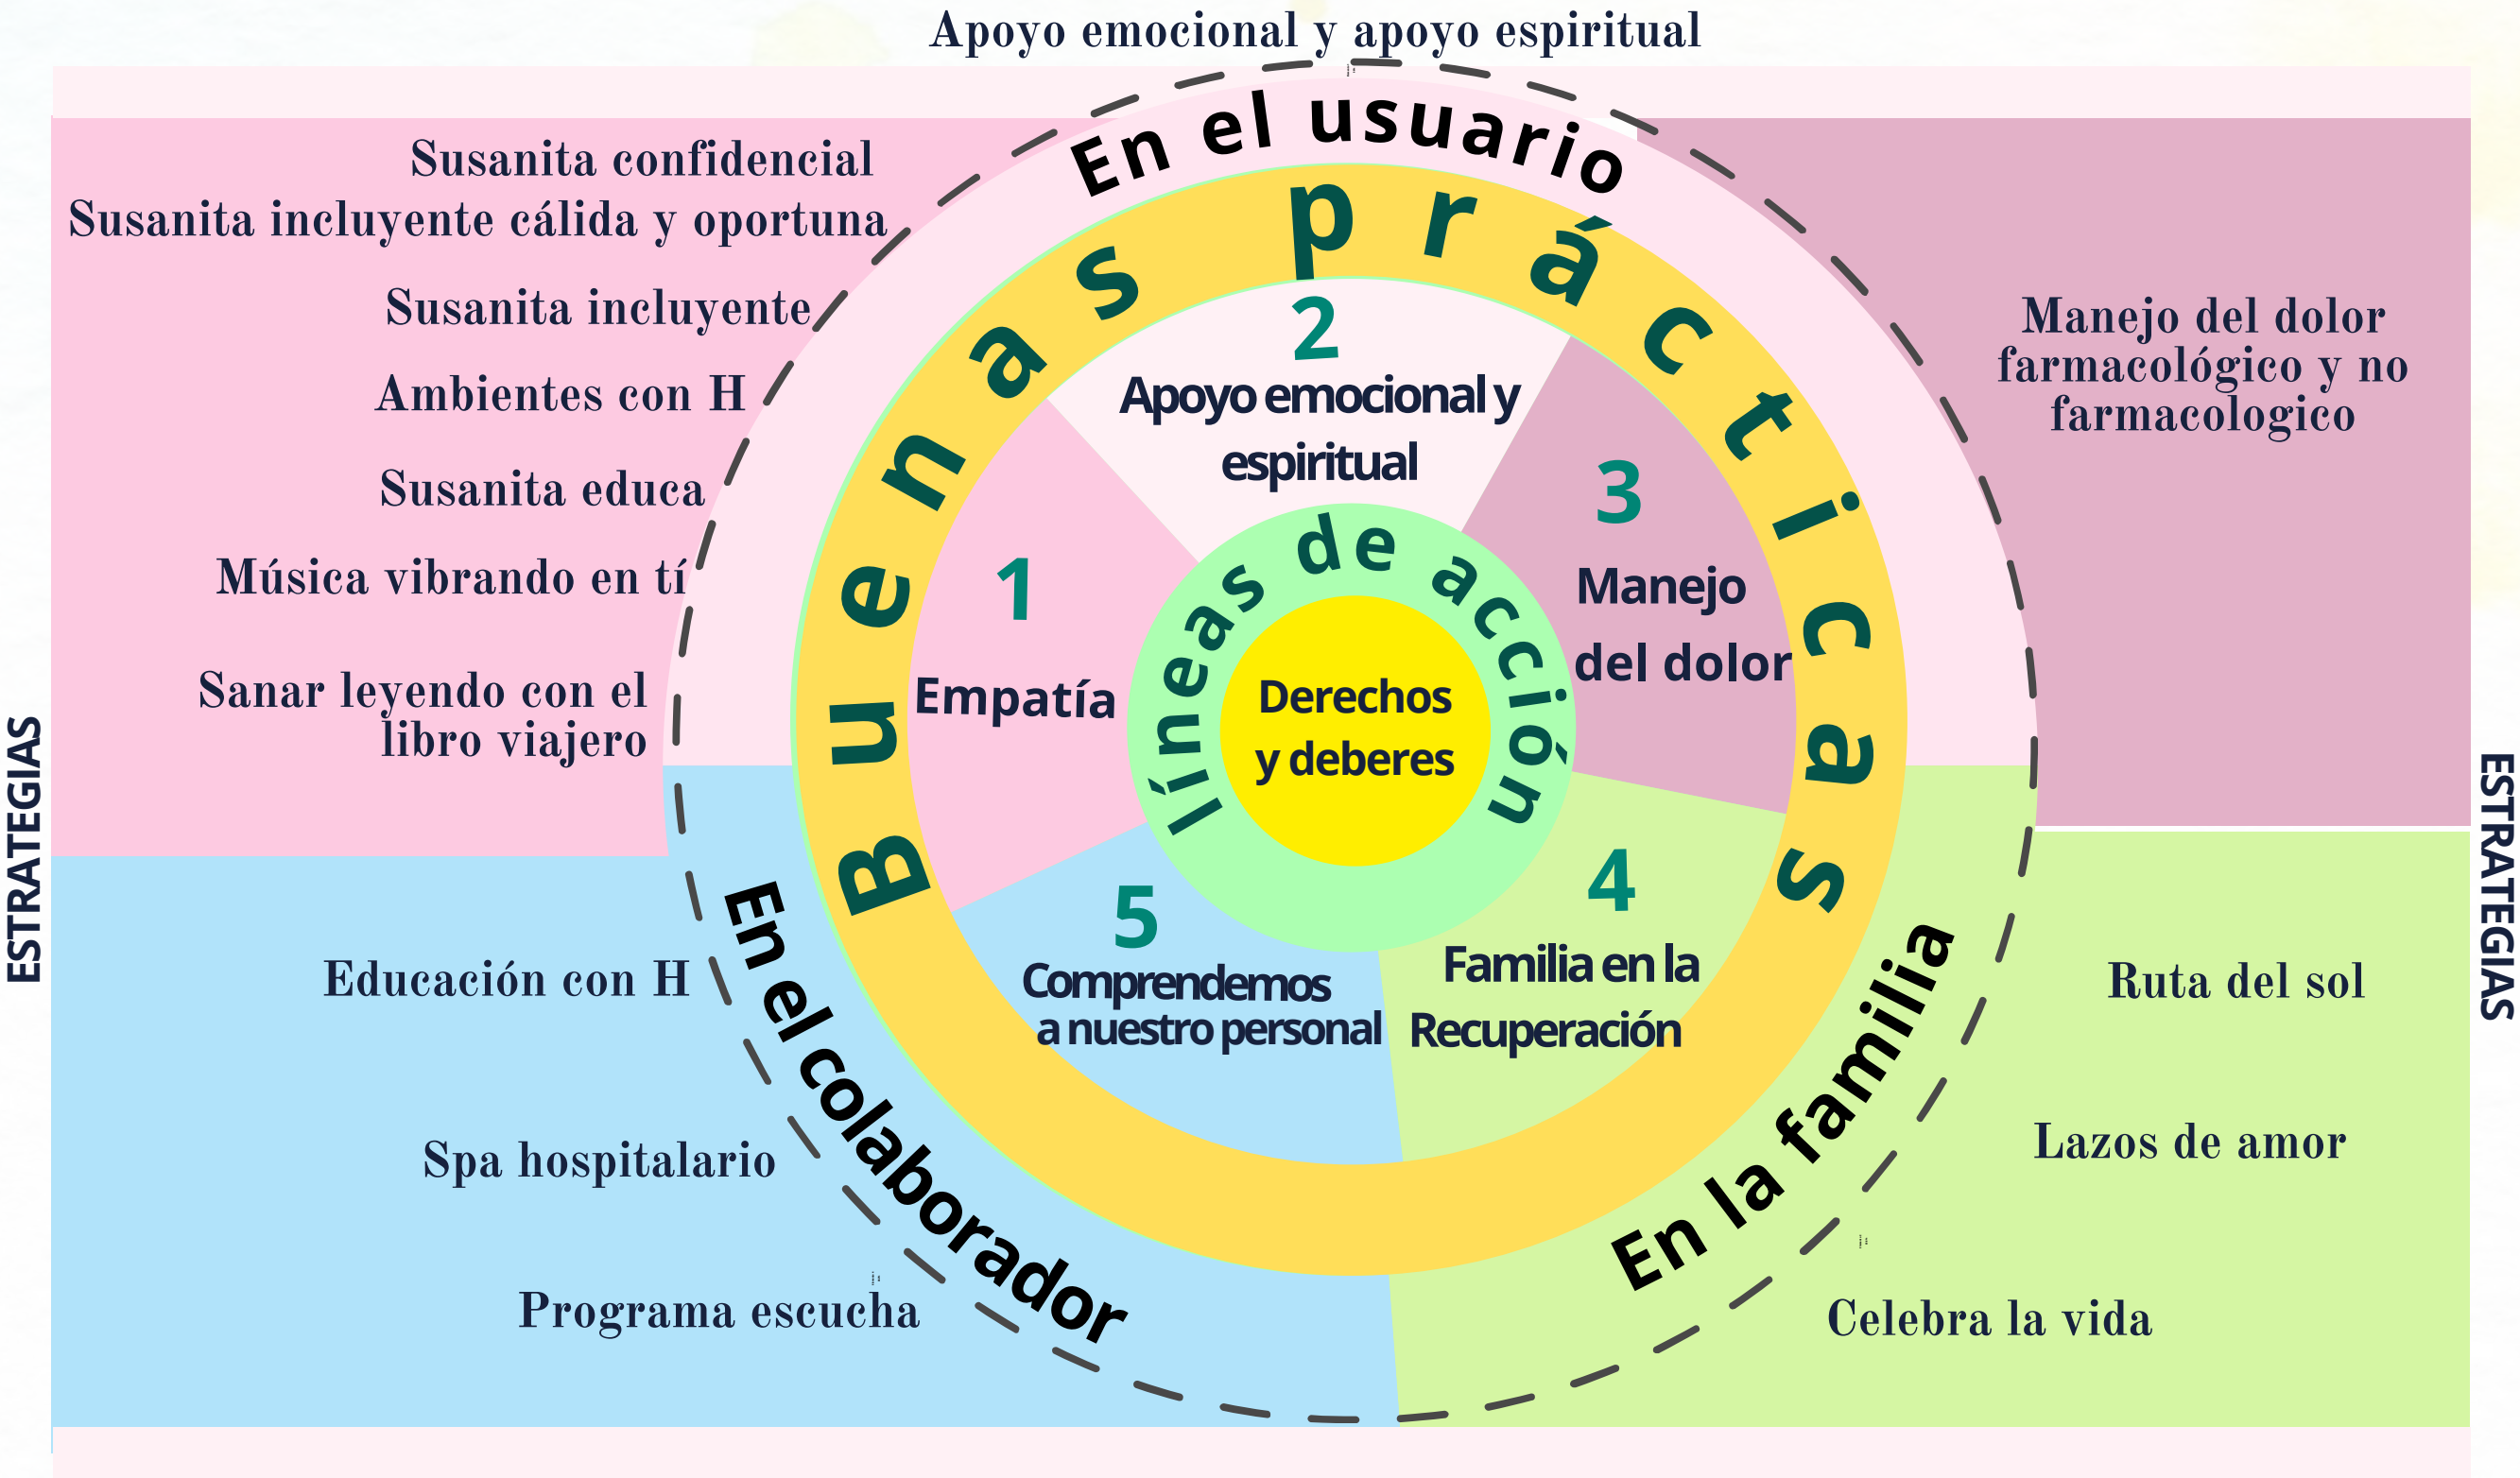 Apoyo emocional y apoyo espiritual
En el usuario
Buenas prácticas
Susanita confidencial
Susanita incluyente cálida y oportuna
Susanita incluyente
Ambientes con H
Susanita educa
Música vibrando en tí
Sanar leyendo con el
libro viajero
ESTRATEGIAS
Manejo del dolor
farmacológico y no
farmacologico
ESTRATEGIAS
2
Apoyo emocional y
espiritual
3
Manejo
del dolor
1
Empatía
líneas de acción
Derechos
y deberes
4
Familia en la
Recuperación
5
Comprendemos
a nuestro personal
En el colaborador
En la familia
Educación con H
Spa hospitalario
Programa escucha
Ruta del sol
Lazos de amor
Celebra la vida